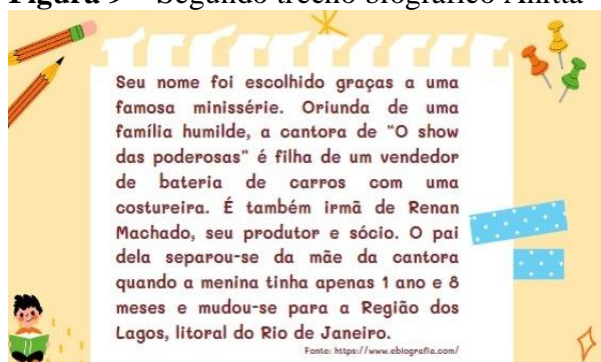 Figura 9 – Segundo trecho biográfico Anitta
Seu nome foi escolhido graças a uma
famosa minissérie. Oriunda de uma
família humilde, a cantora de "O show
das poderosas" é filha de um vendedor
de bateria de carros com uma
costureira. É também irmã de Renan
Machado, seu produtor e sócio. O pai
dela separou-se da mãe da cantora
quando a menina tinha apenas 1 ano e 8
meses e mudou-se para a Região dos
Lagos, litoral do Rio de Janeiro.
Fonte: https://www.ebiografia.com/